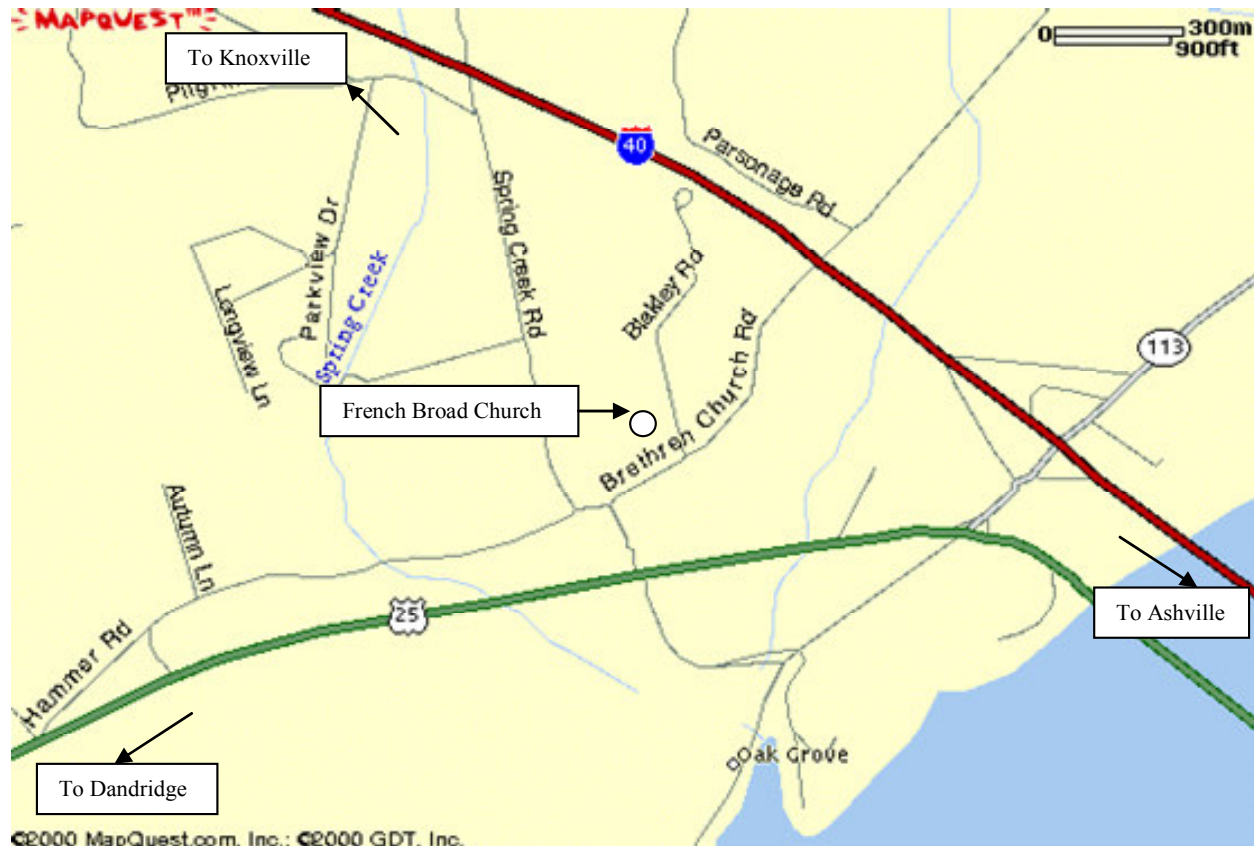 MAPQUEST™
0 300m
900ft
To Knoxville
40
Parsonage Rd
Spring Creek Rd
Parkview Dr
Spring Creek
Longview Ln
Blakley Rd
113
French Broad Church
Brethren Church Rd
Autumn Ln
25
To Ashville
Hammer Rd
Oak Grove
To Dandridge
©2000 MapQuest.com, Inc.; ©2000 GDT, Inc.